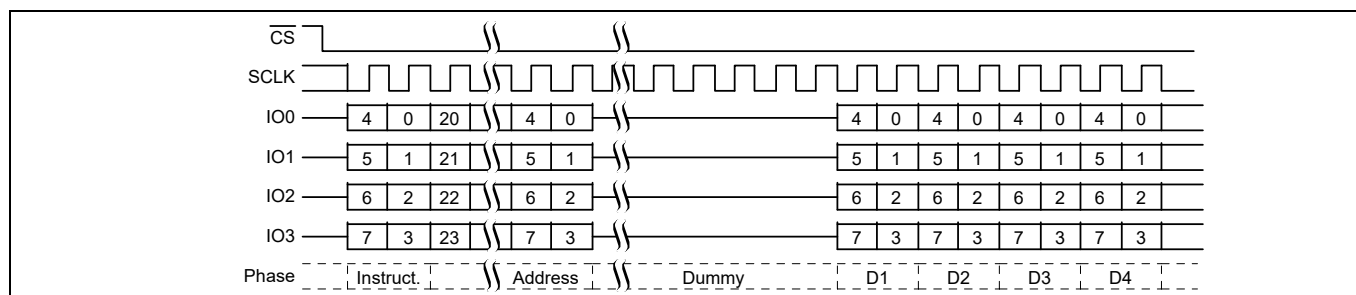 CS
SCLK
IO0 4 0 20 4 0 4 0 4 0 4 0 4 0
IO1 5 1 21 5 1 5 1 5 1 5 1 5 1
IO2 6 2 22 6 2 6 2 6 2 6 2 6 2
IO3 7 3 23 7 3 7 3 7 3 7 3 7 3
Phase Instruct. Address Dummy D1 D2 D3 D4